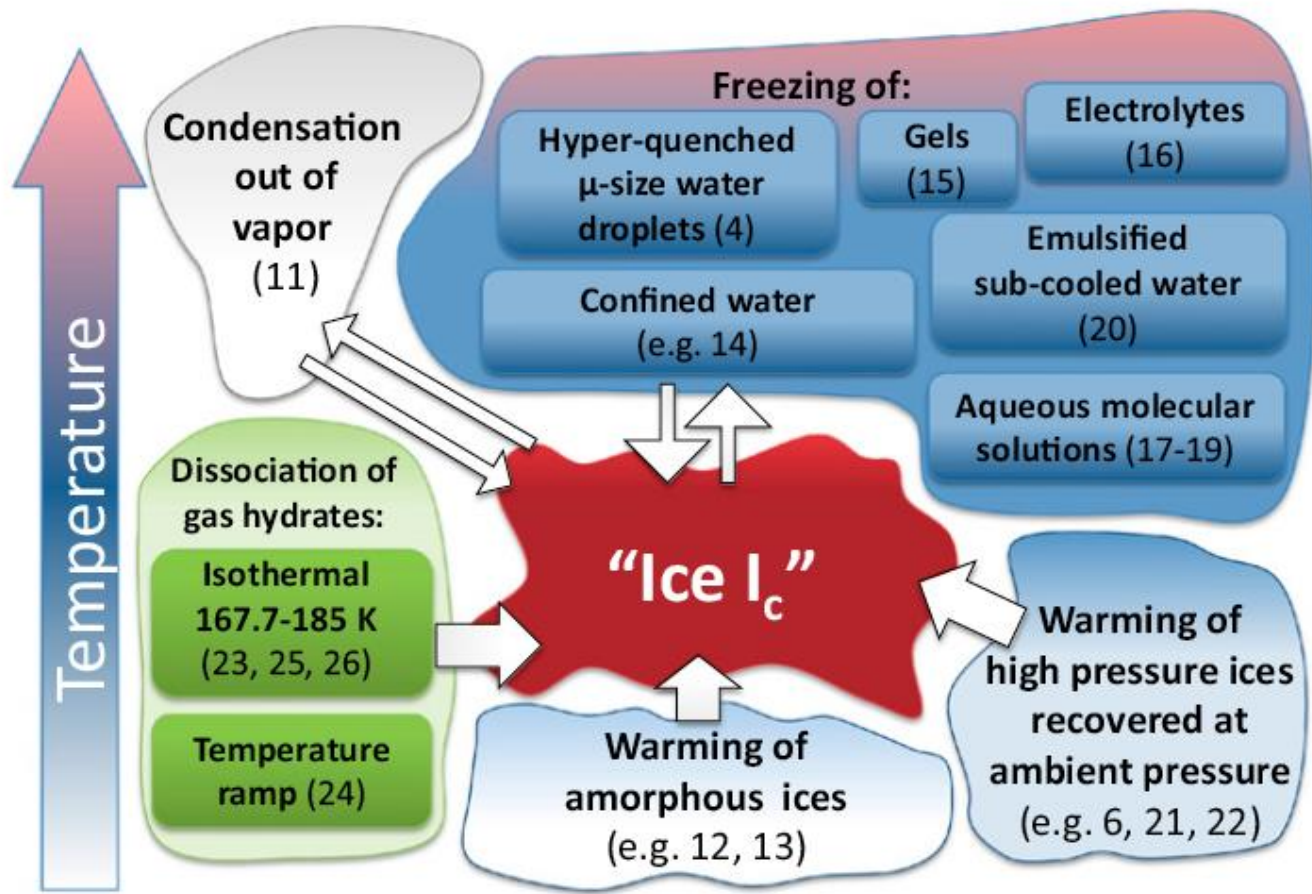 Temperature
Condensation
out of
vapor
(11)
Freezing of:
Hyper-quenched
μ-size water
droplets (4)
Gels
(15)
Electrolytes
(16)
Confined water
(e.g. 14)
Emulsified
sub-cooled water
(20)
Aqueous molecular
solutions (17-19)
Dissociation of
gas hydrates:
Isothermal
167.7-185 K
(23, 25, 26)
Temperature
ramp (24)
“Ice Ic”
Warming of
amorphous ices
(e.g. 12, 13)
Warming of
high pressure ices
recovered at
ambient pressure
(e.g. 6, 21, 22)